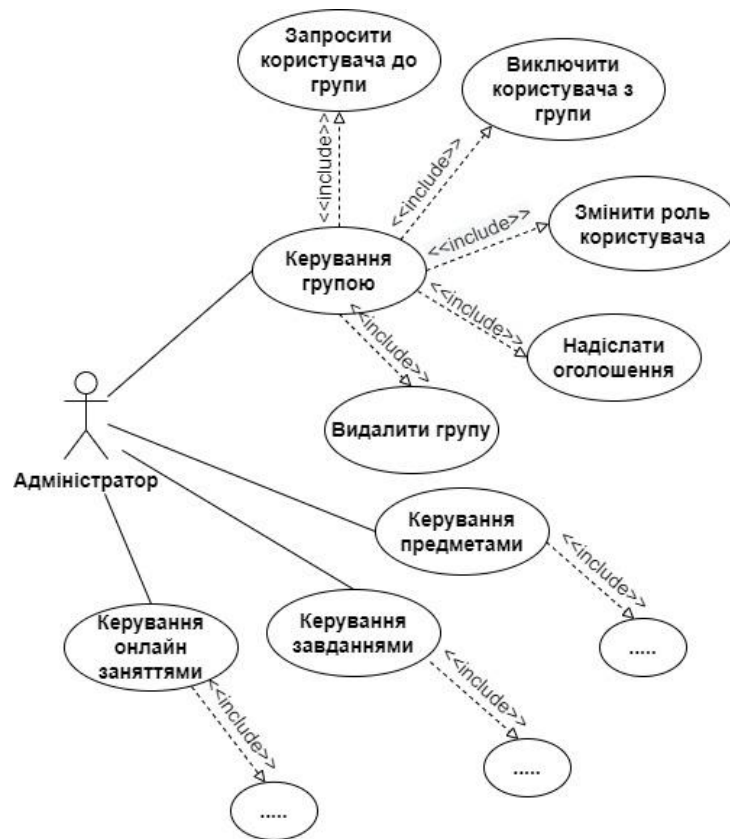 Запросити
користувача до
групи
Виключити
користувача з
групи
<<include>>
<<include>>
Змінити роль
користувача
<<include>>
Керування
групою
<<include>>
<<include>>
Надіслати
оголошення
Видалити групу
Адміністратор
Керування
предметами
<<include>>
Керування
онлайн
заняттями
Керування
завданнями
.....
<<include>>
<<include>>
.....
.....